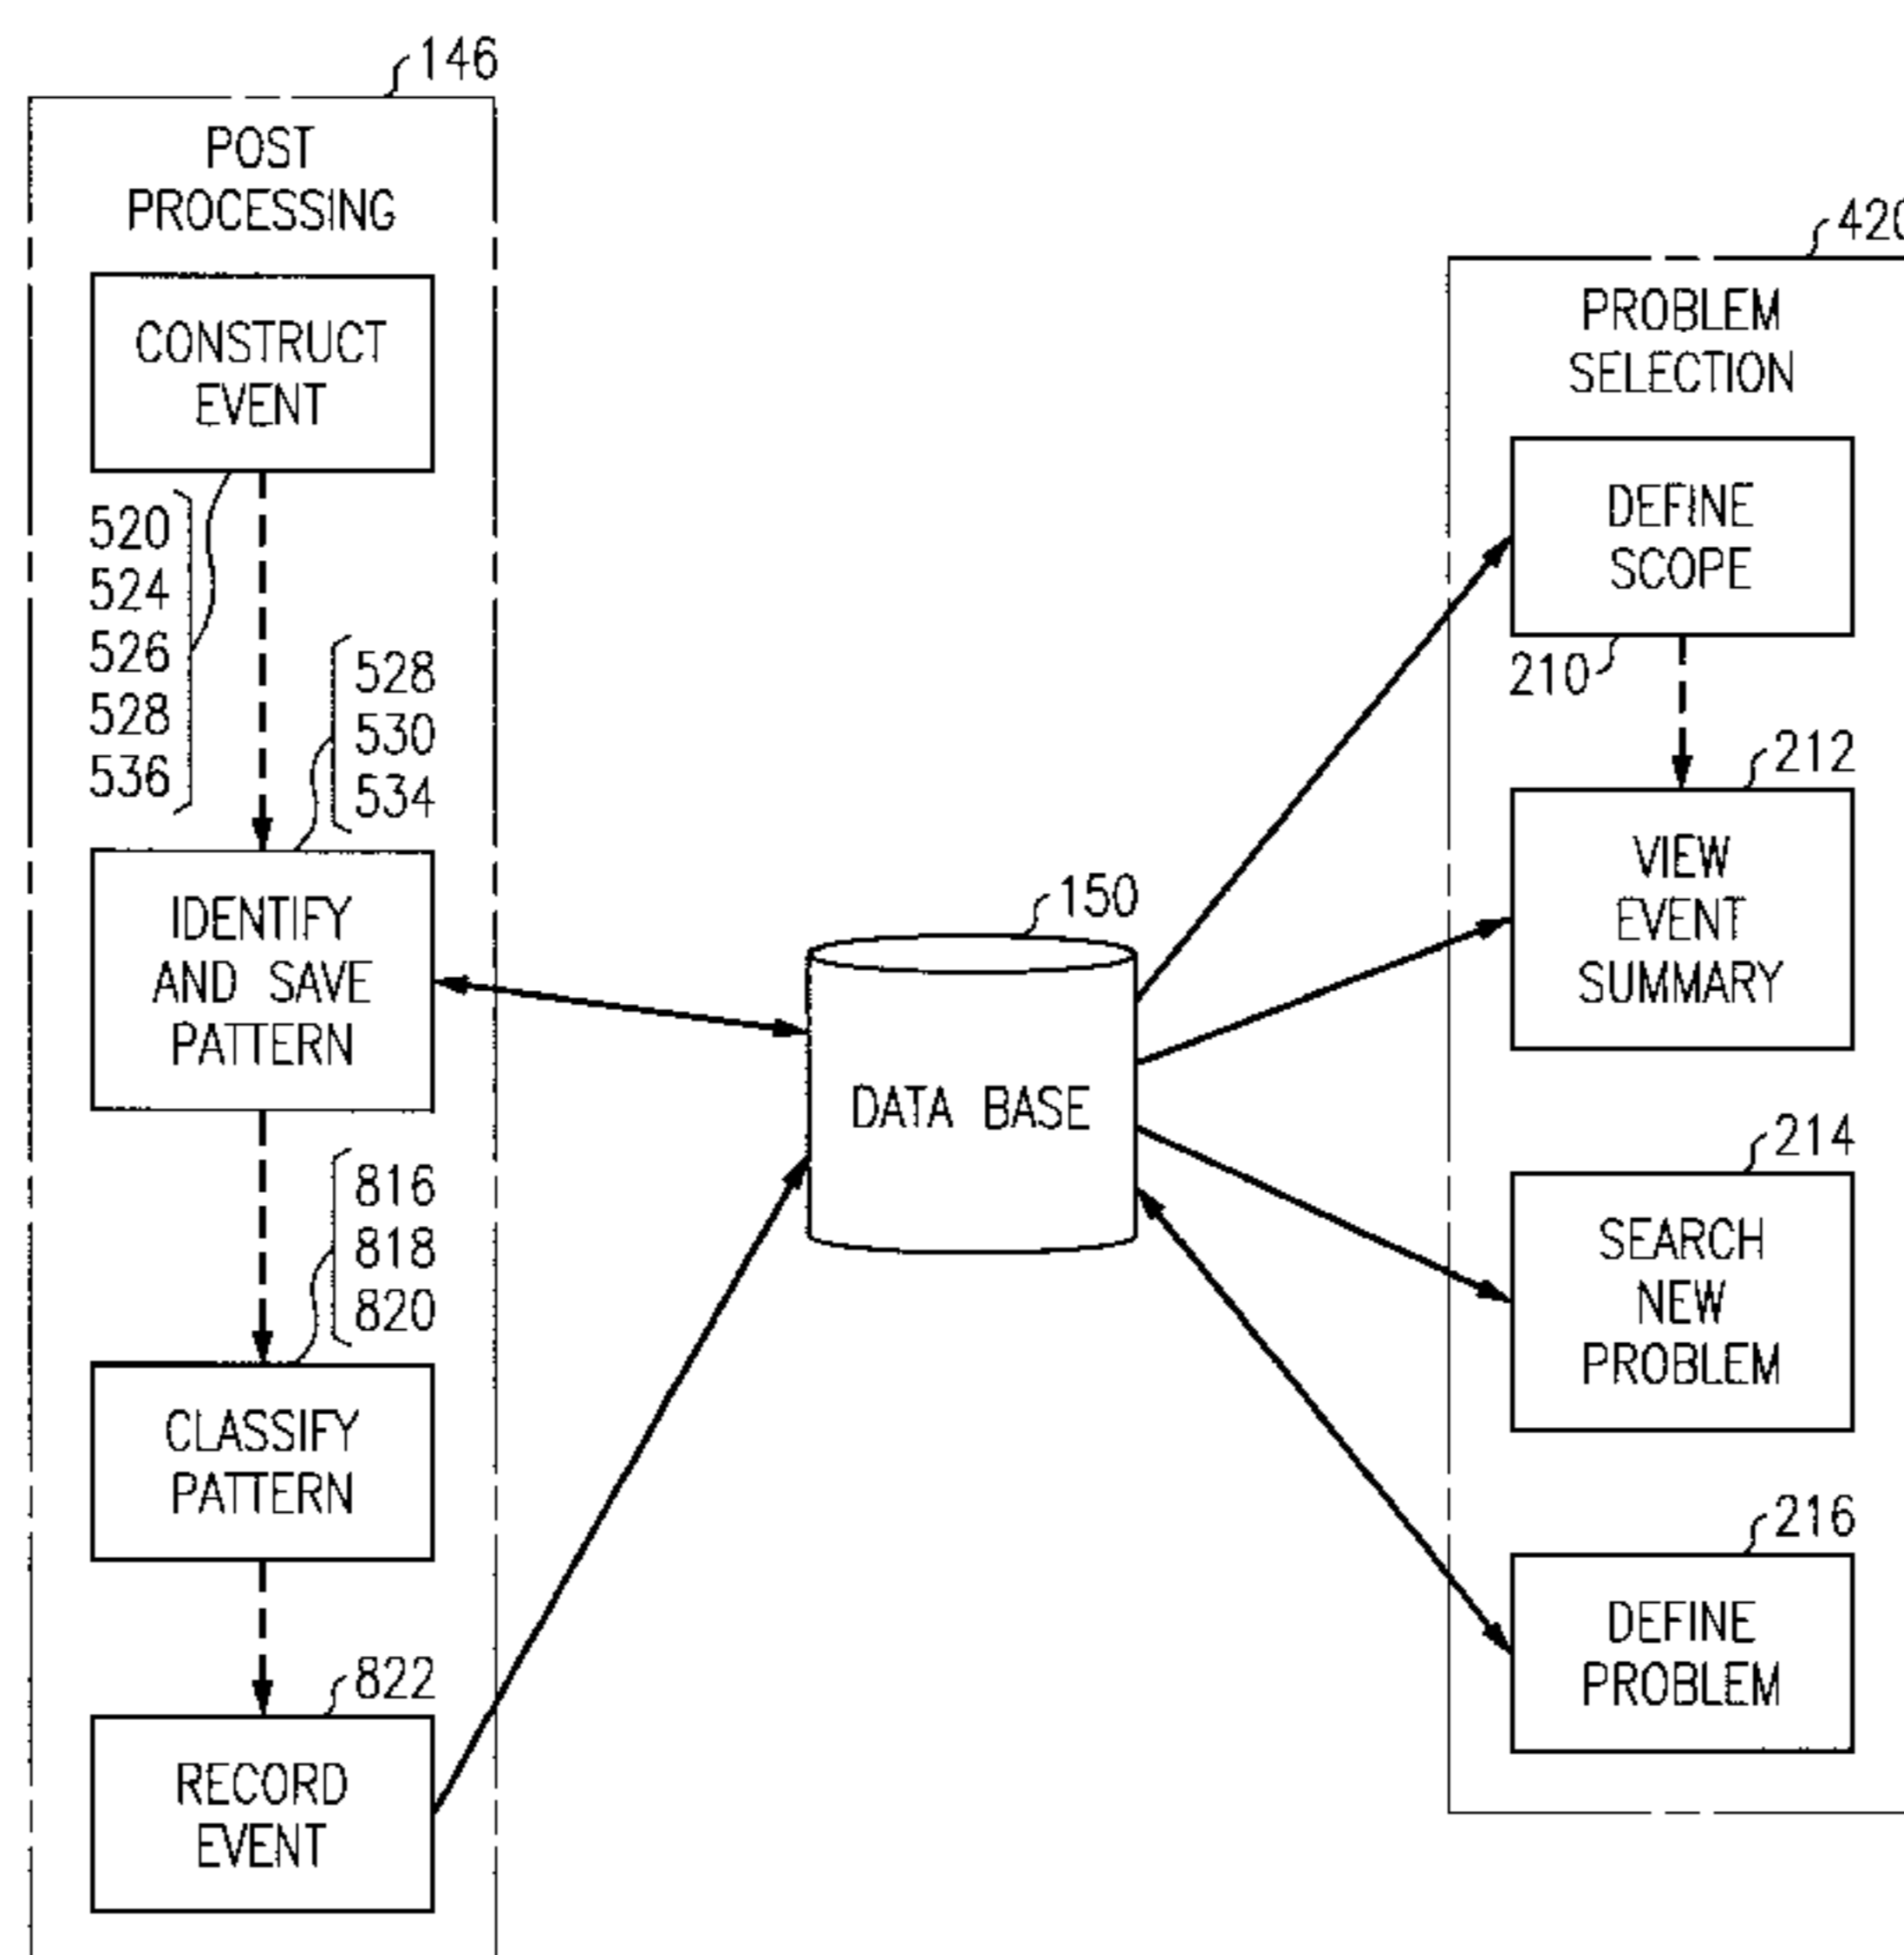 146
POST
PROCESSING
CONSTRUCT
EVENT
520
524
526
528
536
528
530
534
IDENTIFY
AND SAVE
PATTERN
816
818
820
CLASSIFY
PATTERN
822
RECORD
EVENT
150
DATA BASE
420
PROBLEM
SELECTION
DEFINE
SCOPE
210
212
VIEW
EVENT
SUMMARY
214
SEARCH
NEW
PROBLEM
216
DEFINE
PROBLEM